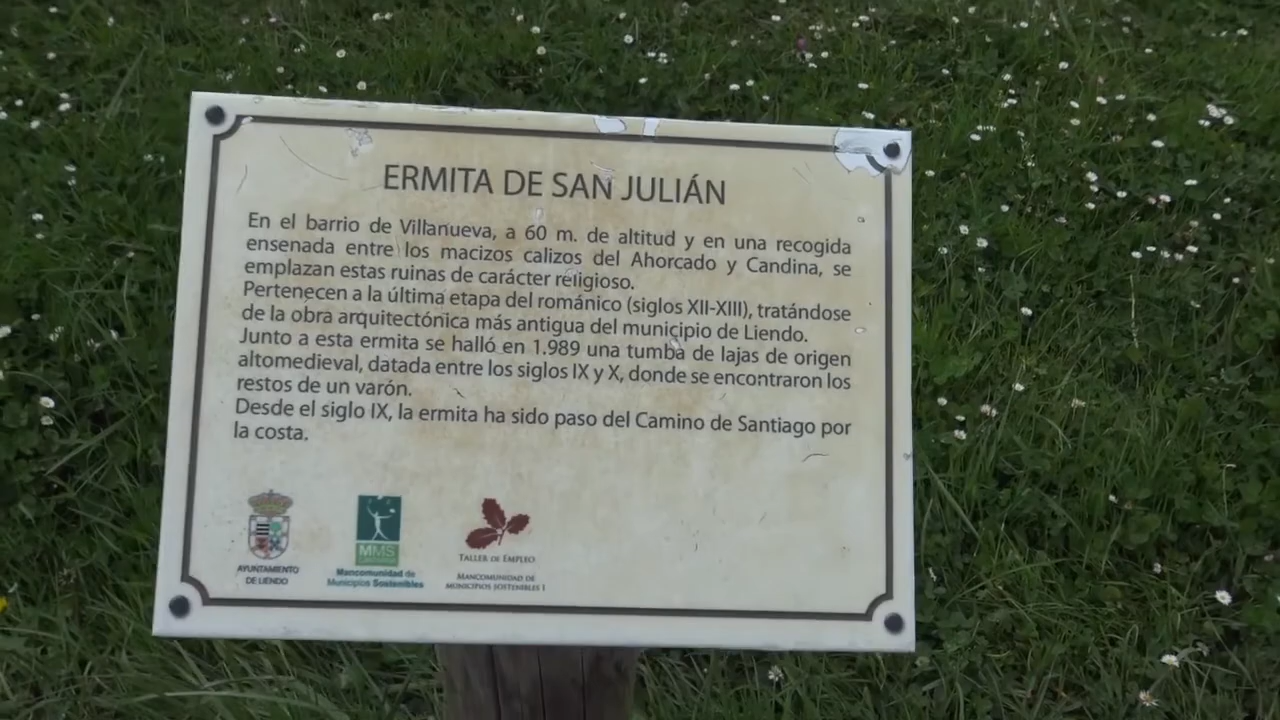 ERMITA DE SAN JULIÁN
En el barrio de Villanueva, a 60 m. de altitud y en una recogida
ensenada entre los macizos calizos del Ahorcado y Candina, se
emplazan estas ruinas de carácter religioso.
Pertenecen a la última etapa del románico (siglos XII-XIII), tratándose
de la obra arquitectónica más antigua del municipio de Liendo.
Junto a esta ermita se halló en 1.989 una tumba de lajas de origen
altomedieval, datada entre los siglos IX y X, donde se encontraron los
restos de un varón.
Desde el siglo IX, la ermita ha sido paso del Camino de Santiago por
la costa.
AYUNTAMIENTO
DE LIENDO
MMS
Mancomunidad de
Municipios Sostenibles
TALLER DE EMPLEO
MANCOMUNIDAD DE
MUNICIPIOS SOSTENIBLES I